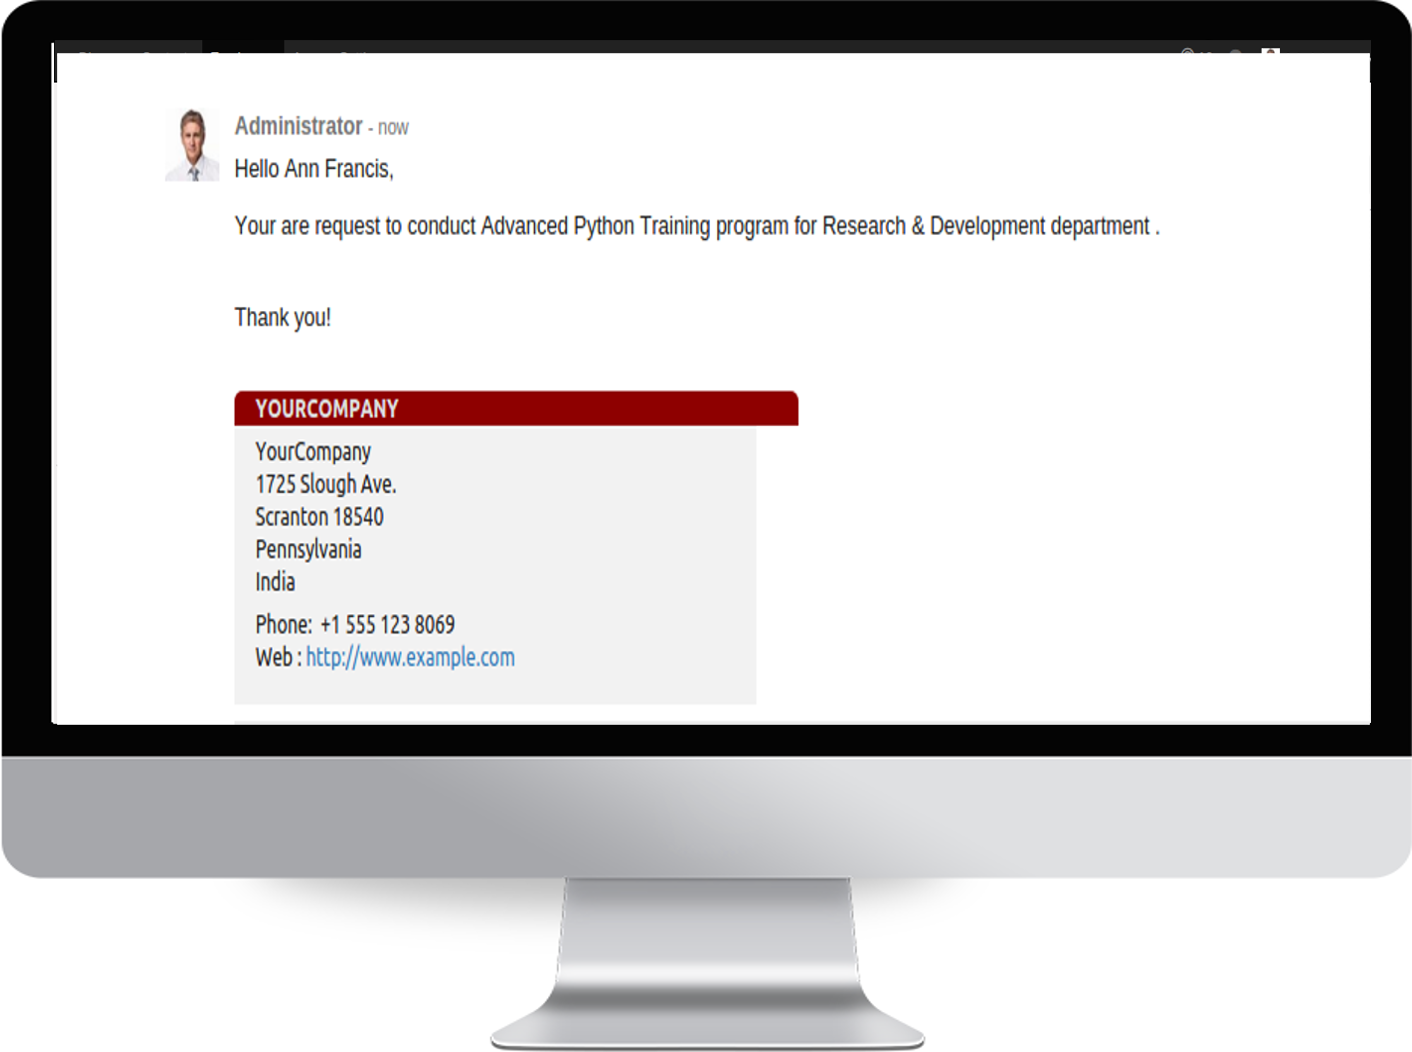 Administrator - now
Hello Ann Francis,
Your are request to conduct Advanced Python Training program for Research & Development department .
Thank you!
YOURCOMPANY
YourCompany
1725 Slough Ave.
Scranton 18540
Pennsylvania
India
Phone: +1 555 123 8069
Web : http://www.example.com